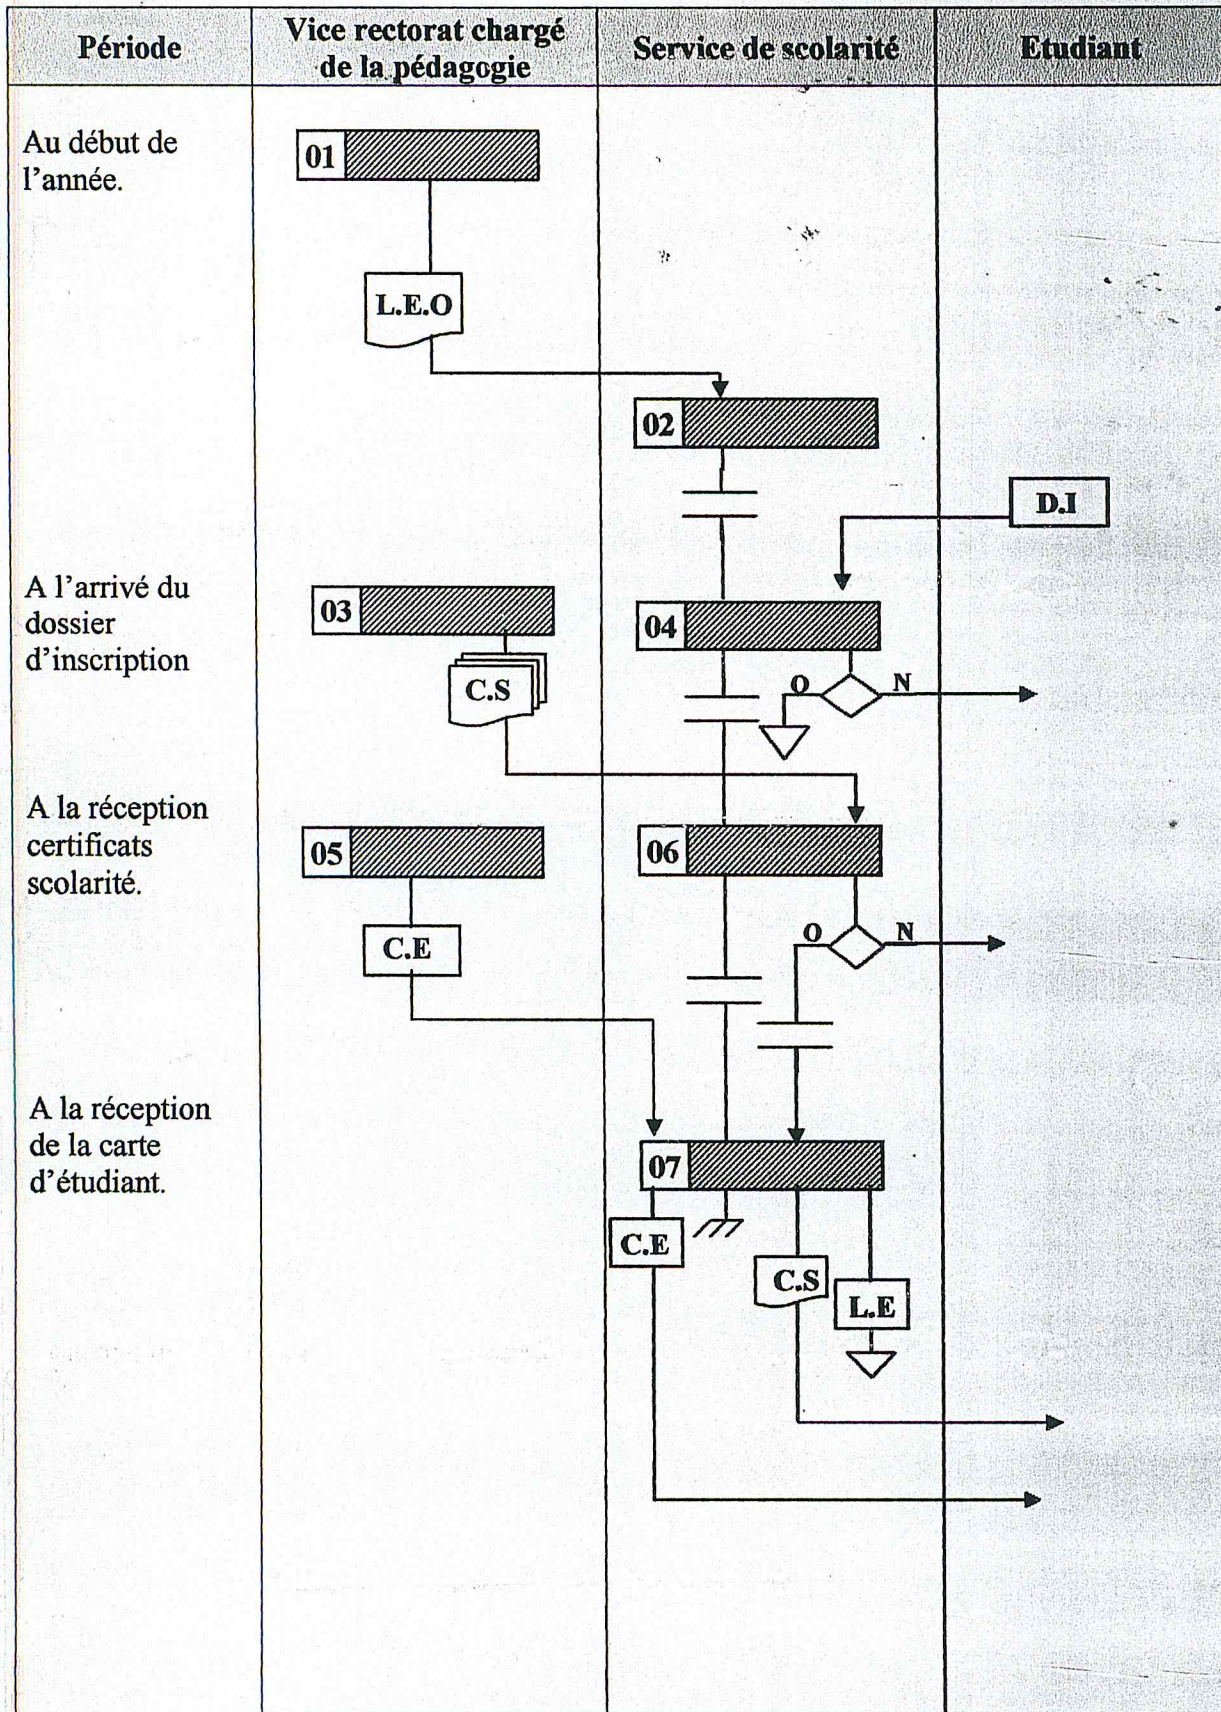 Période
Vice rectorat chargé
de la pédagogie
Service de scolarité
Etudiant
Au début de
l'année.
01
L.E.O
02
D.I
A l'arrivé du
dossier
d'inscription
03
04
C.S
O
N
A la réception
certificats
scolarité.
05
06
C.E
O
N
A la réception
de la carte
d'étudiant.
07
C.E
C.S
L.E